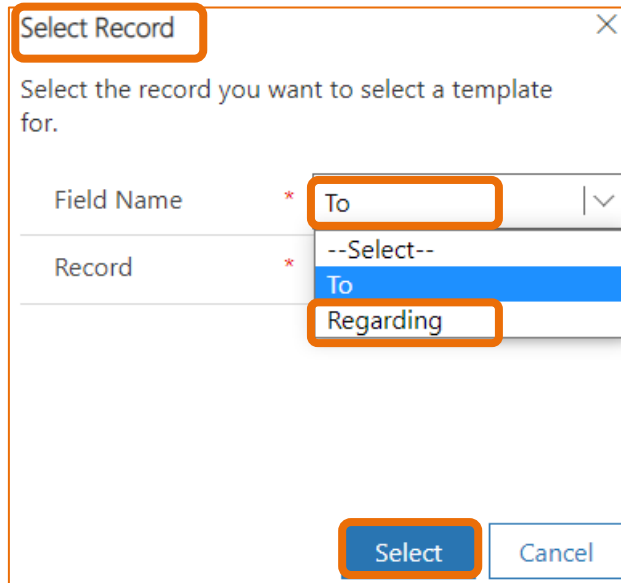 Select Record
Select the record you want to select a template
for.
Field Name * To
--Select--
Record *
To
Regarding
Select Cancel